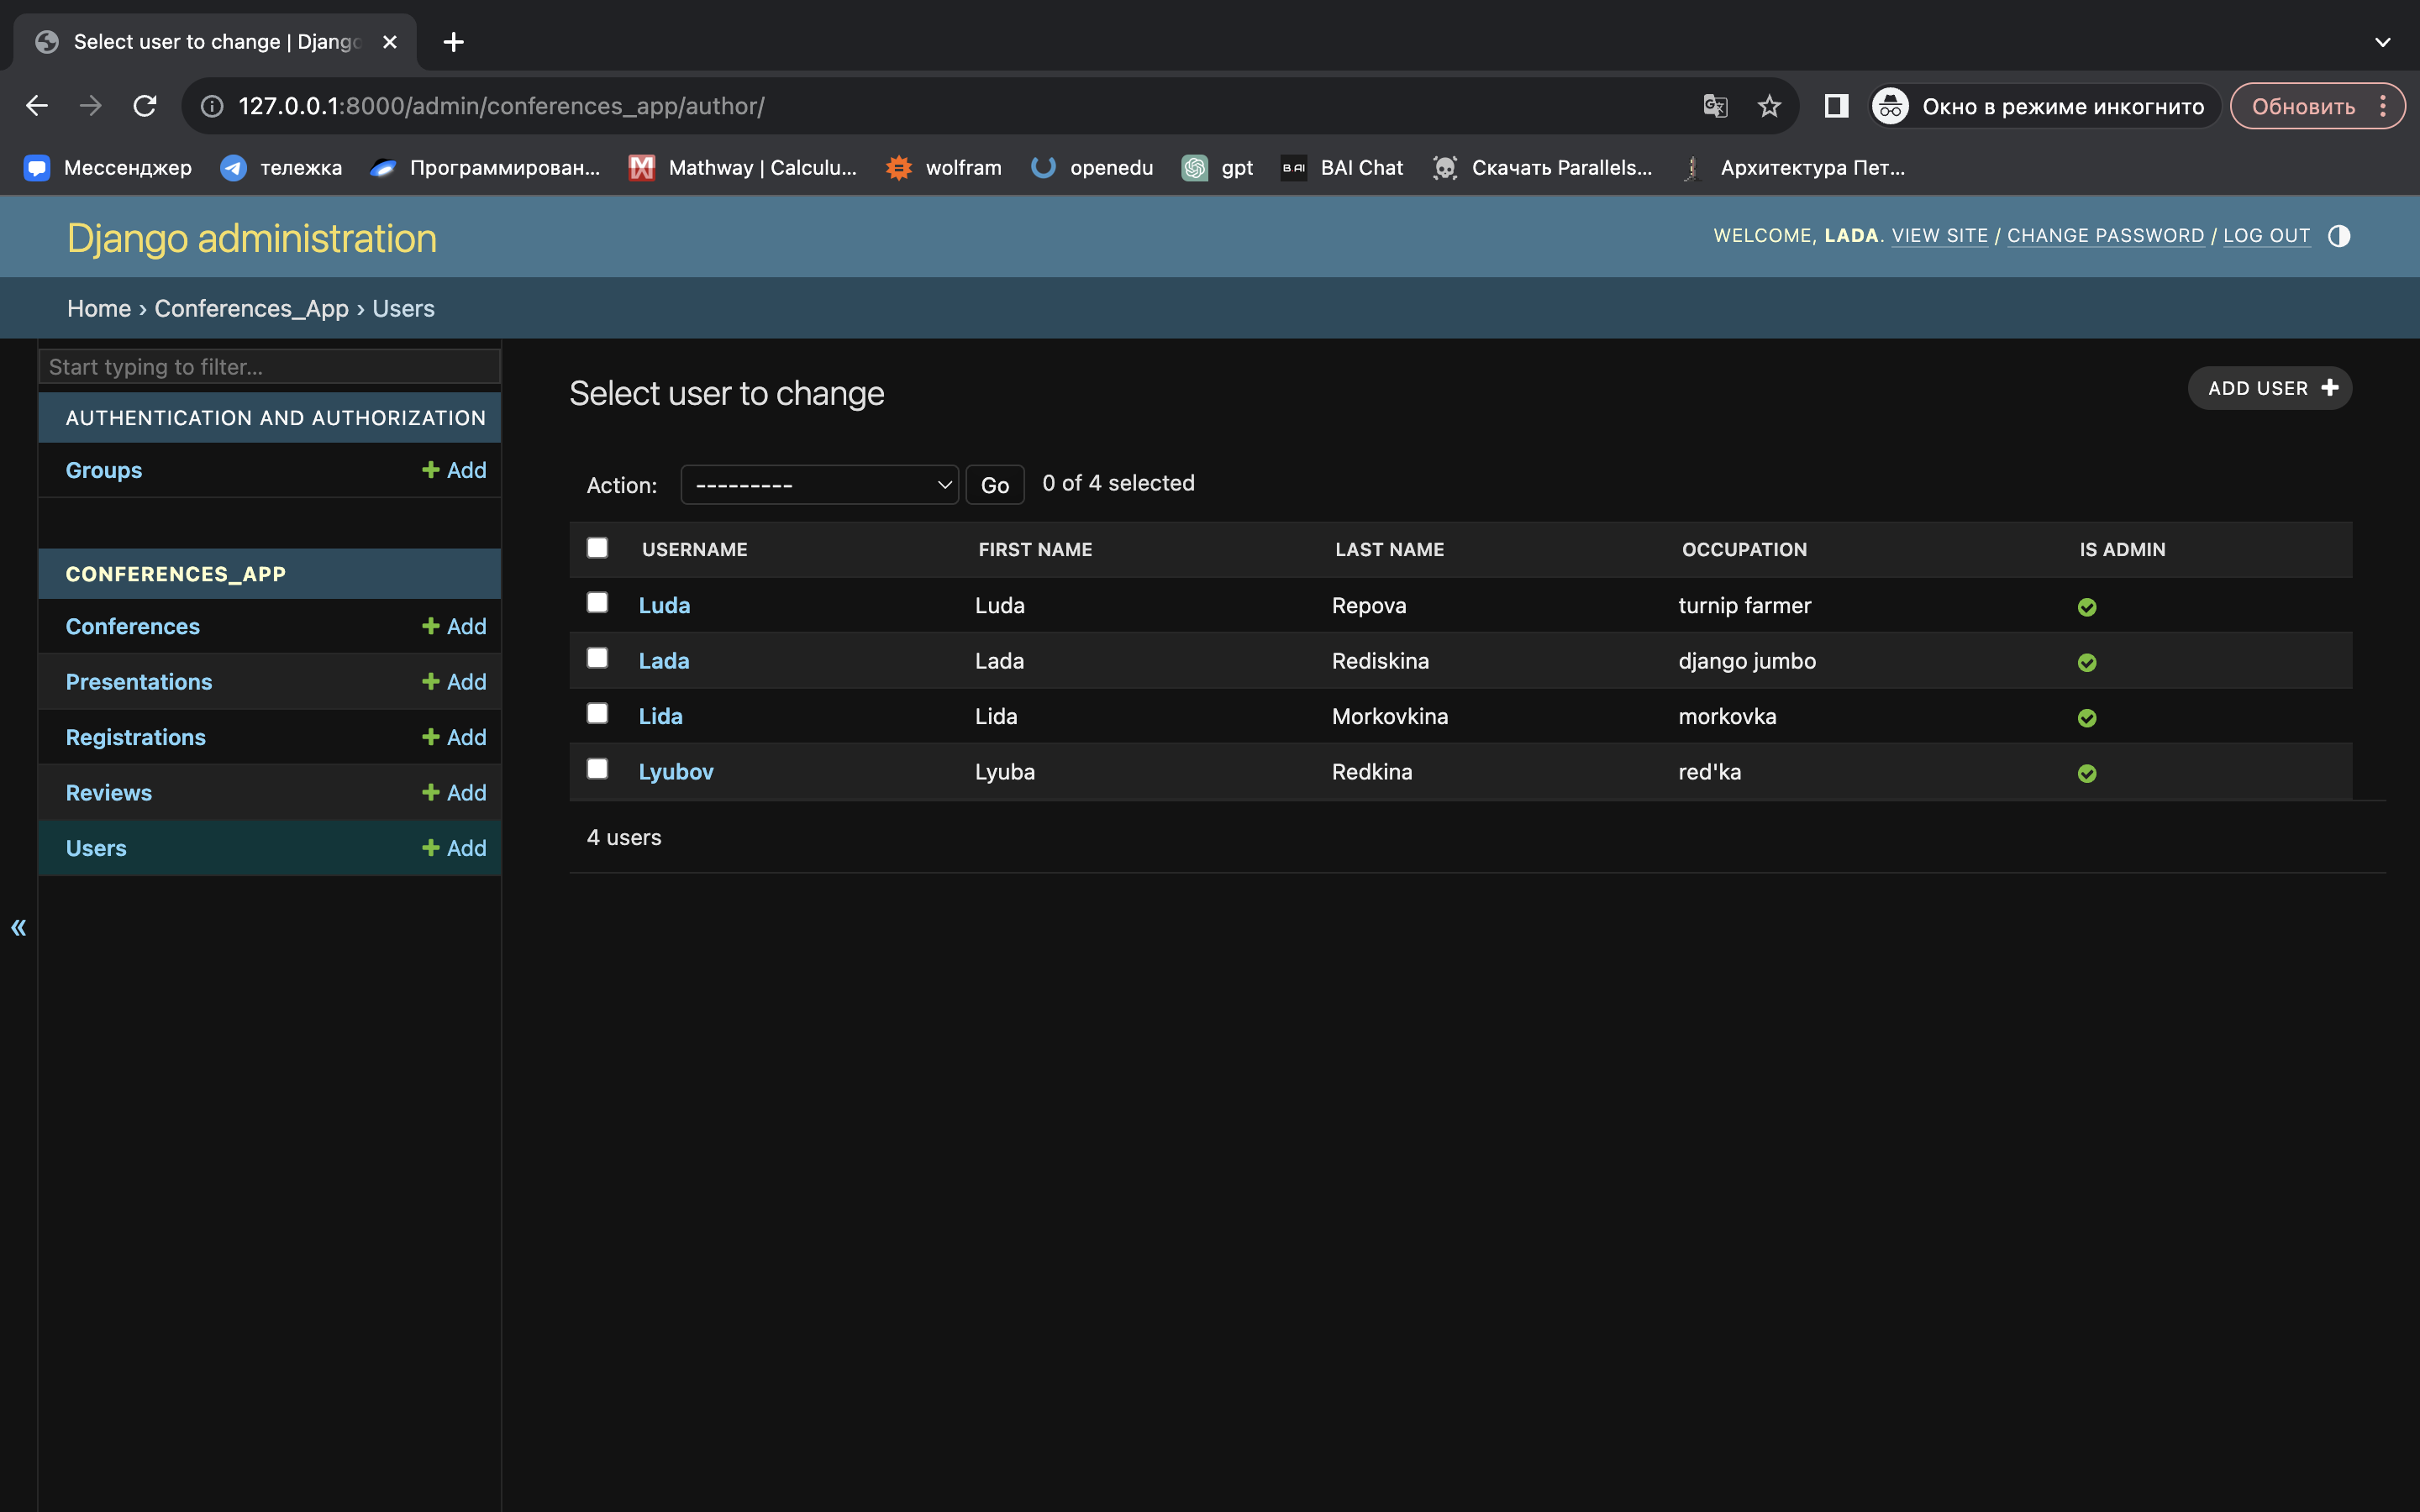 Select user to change | Django
127.0.0.1:8000/admin/conferences_app/author/
Окно в режиме инкогнито
Обновить
Мессенджер тележка Программирован... Mathway | Calculu... wolfram openedu gpt BAI BAI Chat Скачать Parallels... Архитектура Пет...
Django administration
WELCOME, LADA. VIEW SITE / CHANGE PASSWORD / LOG OUT
Home › Conferences_App › Users
Start typing to filter...
AUTHENTICATION AND AUTHORIZATION
Groups Add
CONFERENCES_APP
Conferences Add
Presentations Add
Registrations Add
Reviews Add
Users Add
«
Select user to change
ADD USER
Action: --------- Go 0 of 4 selected
USERNAME FIRST NAME LAST NAME OCCUPATION IS ADMIN
Luda Luda Repova turnip farmer
Lada Lada Rediskina django jumbo
Lida Lida Morkovkina morkovka
Lyubov Lyuba Redkina red'ka
4 users